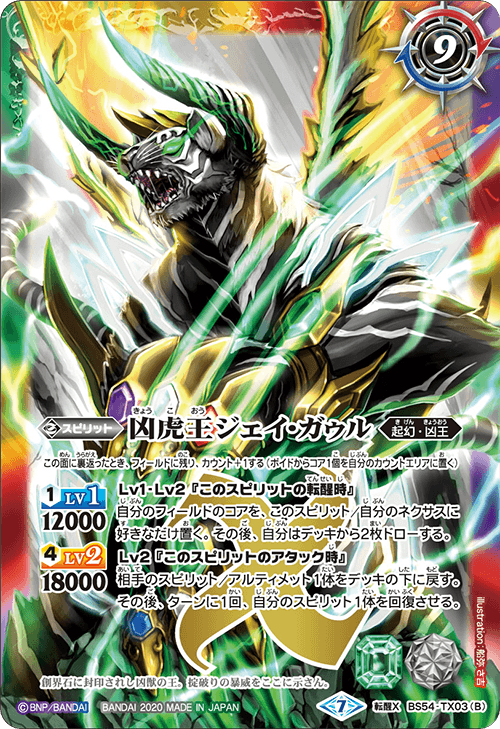 9
②スピリット 凶虎王ジェイ・ガゥル 起幻・凶王
この面に裏返ったとき、フィールドに残り、カウント+1する(ボイドからコア1個を自分のカウントエリアに置く)
1 LV1 12000
Lv1・Lv2『このスピリットの転醒時』
自分のフィールドのコアを、このスピリット/自分のネクサスに
好きなだけ置く。その後、自分はデッキから2枚ドローする。
4 LV2 18000
Lv2『このスピリットのアタック時』
相手のスピリット/アルティメット1体をデッキの下に戻す。
その後、ターンに1回、自分のスピリット1体を回復させる。
創界石に封印されし凶獣の王、掟破りの暴威をここに示さん。
illustration:船弥さ吉
©BNP/BANDAI BANDAI 2020 MADE IN JAPAN 7 転醒X BS54-TX03(B)